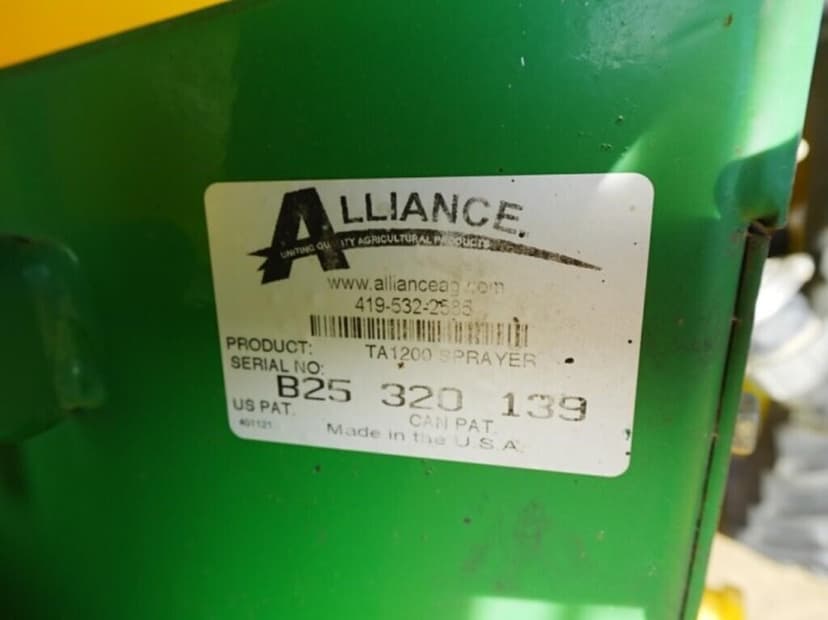 ALLIANCE.
UNITING QUALITY AGRICULTURAL PRODUCTS
www.allianceag.com
419-532-2585
PRODUCT: TA1200 SPRAYER
SERIAL NO:
B25 320 139
US PAT. CAN PAT.
401121 Made in the U.S.A.